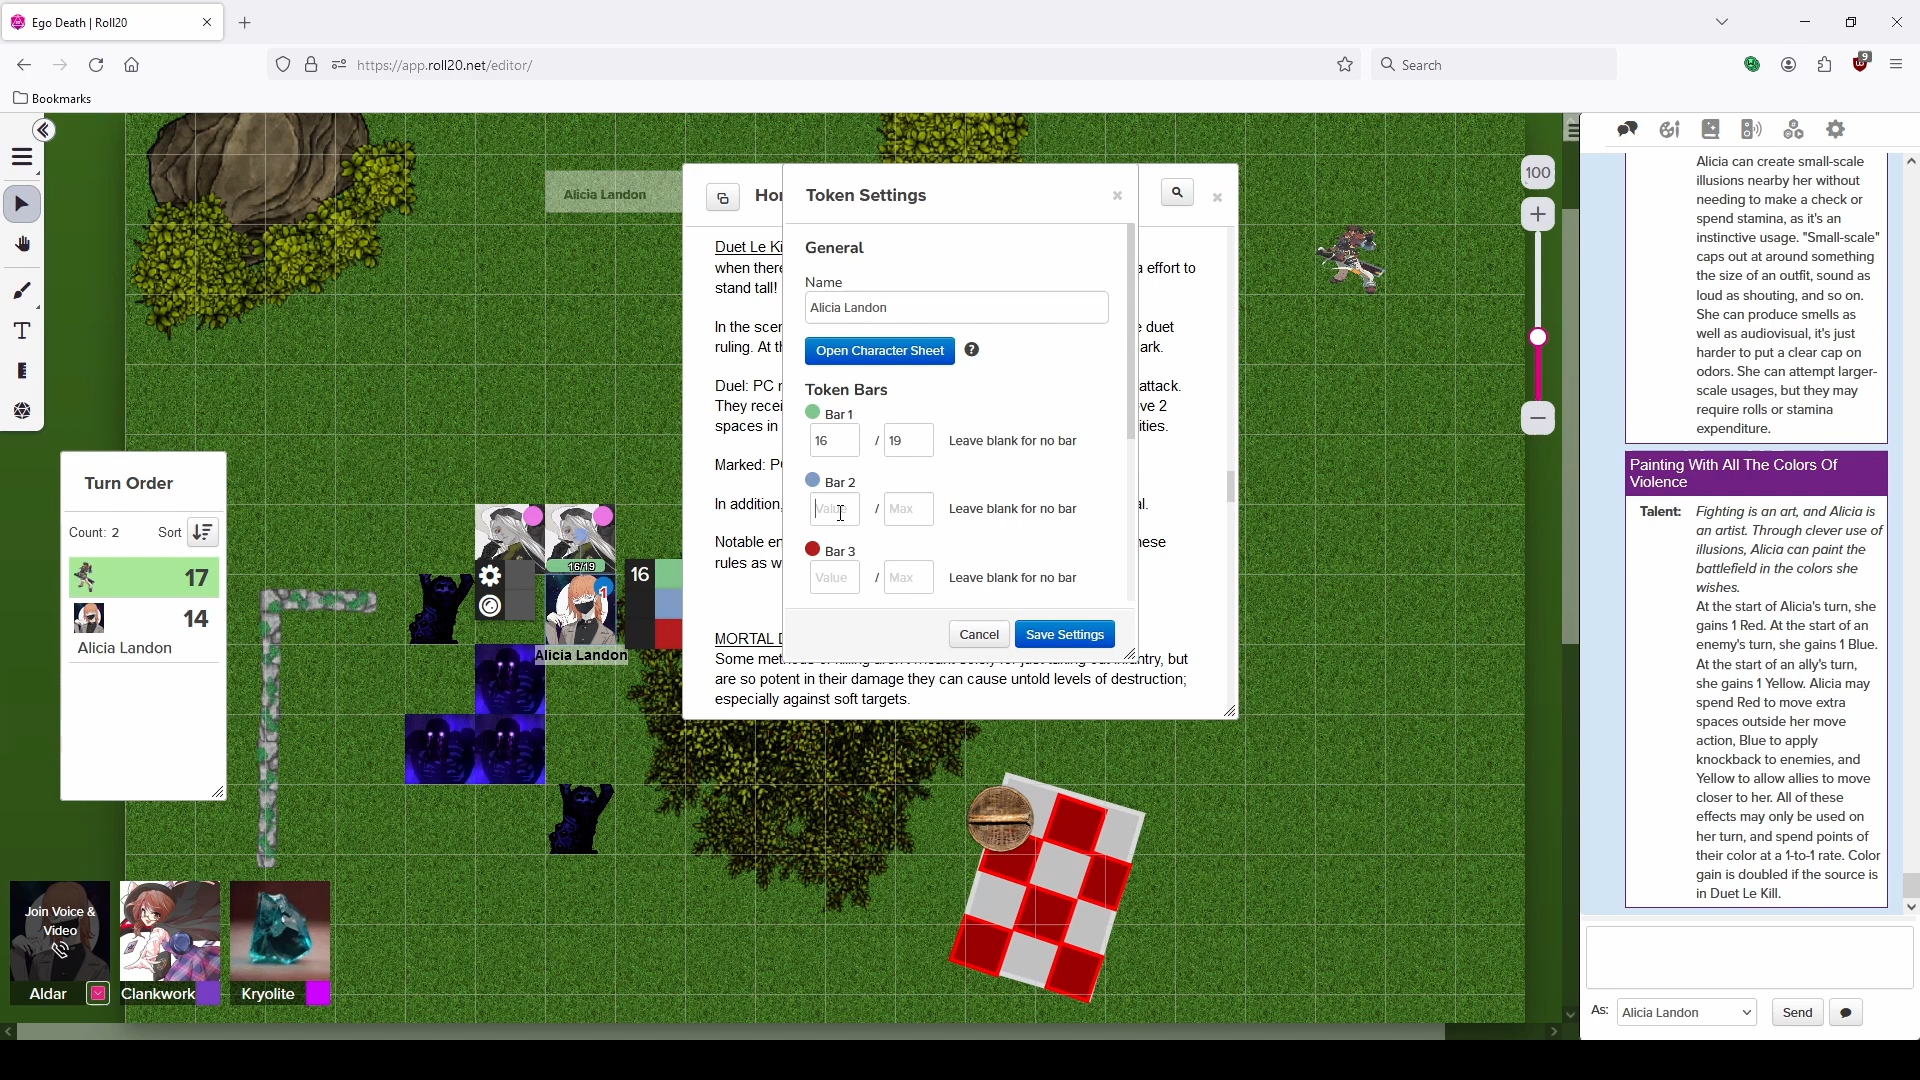 Ego Death | Roll20
https://app.roll20.net/editor/
Search
9
Bookmarks
Alicia Landon
100
Turn Order
Count: 2
Sort
17
14
Alicia Landon
16/19
1
16
Alicia Landon
Duet Le Ki
when there
a effort to
stand tall!
In the scer
e duet
ruling. At th
ark.
Duel: PC r
attack.
They recei
ve 2
spaces in
ities.
Marked: P
In addition,
al.
Notable en
hese
rules as w
MORTAL D
are so potent in their damage they can cause untold levels of destruction;
especially against soft targets.
Token Settings
General
Name
Alicia Landon
Open Character Sheet
?
Token Bars
Bar 1
16 / 19 Leave blank for no bar
Bar 2
Value / Max Leave blank for no bar
Bar 3
Value / Max Leave blank for no bar
Cancel
Save Settings
Join Voice &
Video
Aldar
Clankwork
Kryolite
Alicia can create small-scale
illusions nearby her without
needing to make a check or
spend stamina, as it's an
instinctive usage. "Small-scale"
caps out at around something
the size of an outfit, sound as
loud as shouting, and so on.
She can produce smells as
well as audiovisual, it's just
harder to put a clear cap on
odors. She can attempt larger-
scale usages, but they may
require rolls or stamina
expenditure.
Painting With All The Colors Of
Violence
Talent: Fighting is an art, and Alicia is
an artist. Through clever use of
illusions, Alicia can paint the
battlefield in the colors she
wishes.
At the start of Alicia's turn, she
gains 1 Red. At the start of an
enemy's turn, she gains 1 Blue.
At the start of an ally's turn,
she gains 1 Yellow. Alicia may
spend Red to move extra
spaces outside her move
action, Blue to apply
knockback to enemies, and
Yellow to allow allies to move
closer to her. All of these
effects may only be used on
her turn, and spend points of
their color at a 1-to-1 rate. Color
gain is doubled if the source is
in Duet Le Kill.
As: Alicia Landon
Send